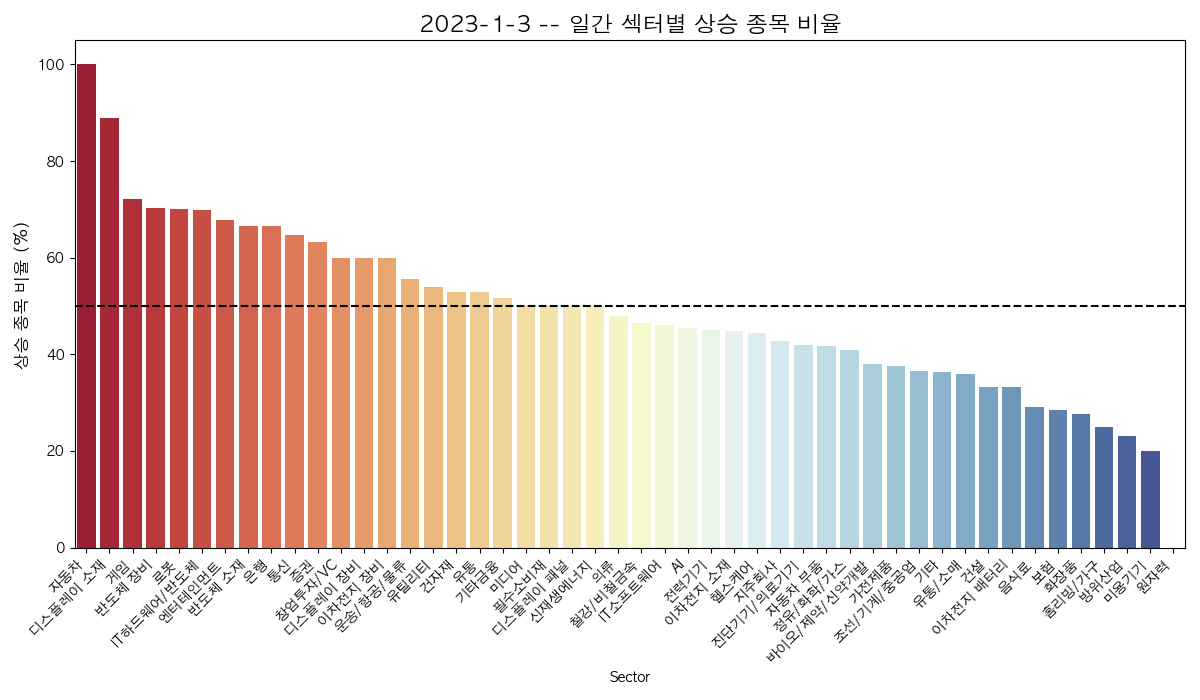 2023-1-3 -- 일간 섹터별 상승 종목 비율
상승 종목 비율 (%)
100
80
60
40
20
0
자동차
디스플레이 소재
게임
반도체 장비
로봇
IT하드웨어/반도체
엔터테인먼트
반도체 소재
은행
통신
증권
창업투자/VC
디스플레이 장비
이차전지 장비
운송/항공/물류
유틸리티
건자재
유통
기타금융
미디어
필수소비재
디스플레이 패널
신재생에너지
의류
철강/비철금속
IT소프트웨어
AI
전력기기
이차전지 소재
헬스케어
지주회사
진단기기/의료기기
자동차 부품
정유/화학/가스
바이오/제약/신약개발
가전제품
조선/기계/중공업
기타
유통/소매
건설
이차전지 배터리
음식료
보험
화장품
홈리빙/가구
방위산업
미용기기
원자력
Sector